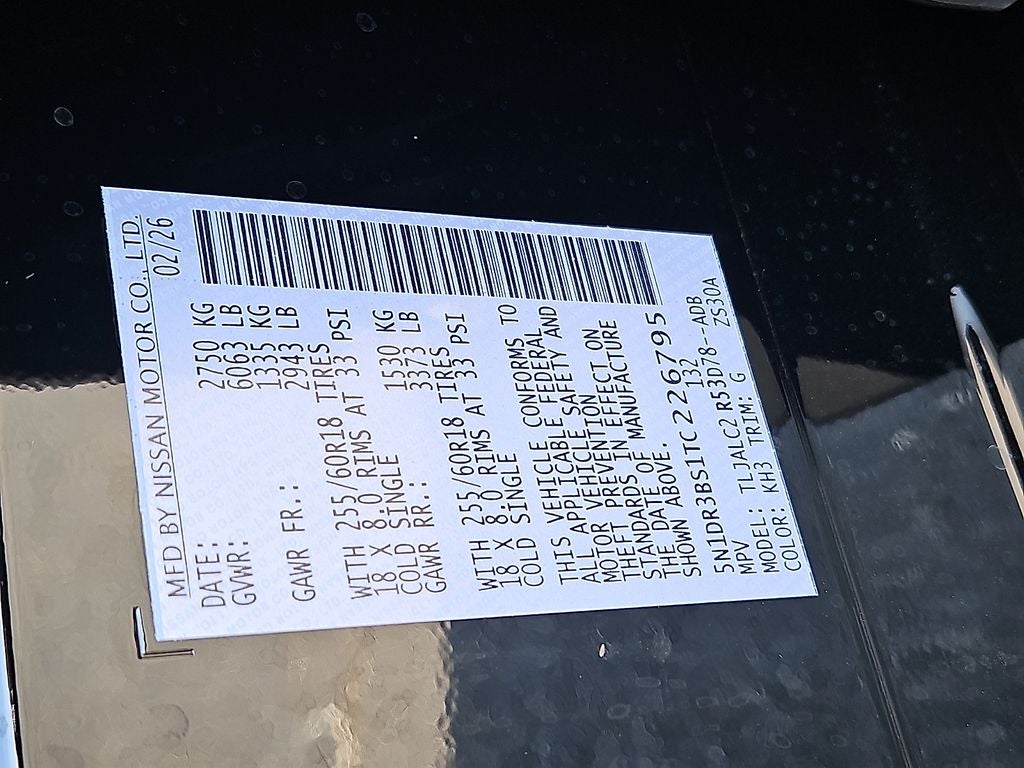 MFD BY NISSAN MOTOR CO., LTD.
DATE: 02/26
GVWR: 2750 KG
6063 LB
GAWR FR.: 1335 KG
2943 LB
WITH 255/60R18 TIRES
18 X 8.0 RIMS AT 33 PSI
COLD SINGLE
GAWR RR.: 1530 KG
3373 LB
WITH 255/60R18 TIRES
18 X 8.0 RIMS AT 33 PSI
COLD SINGLE
THIS VEHICLE CONFORMS TO
ALL APPLICABLE FEDERAL
MOTOR VEHICLE SAFETY AND
THEFT PREVENTION
STANDARDS IN EFFECT ON
THE DATE OF MANUFACTURE
SHOWN ABOVE.
5N1DR3BS1TC226795
MPV 132
MODEL: TLJALC2 R53D78-ADB
COLOR: KH3 TRIM: G ZS30A